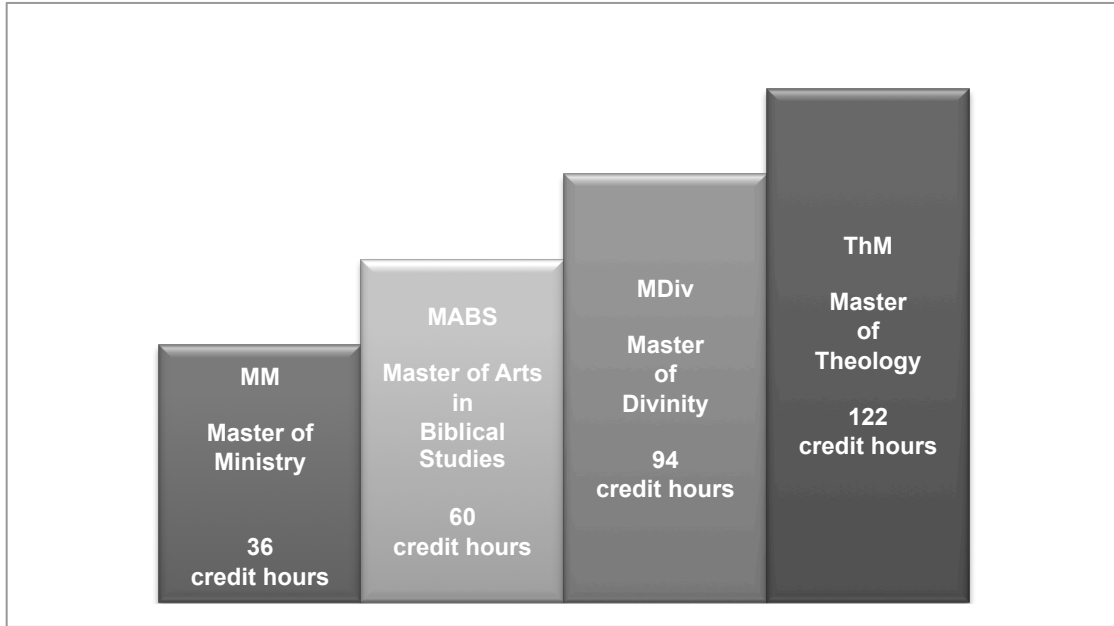 MM
Master of
Ministry
36
credit hours
MABS
Master of Arts
in
Biblical
Studies
60
credit hours
MDiv
Master
of
Divinity
94
credit hours
ThM
Master
of
Theology
122
credit hours